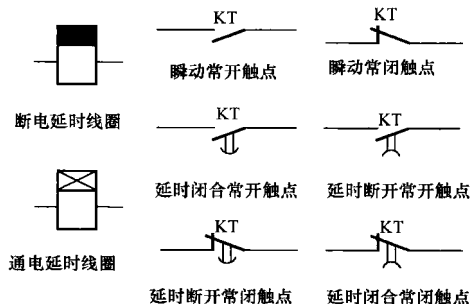 KT
KT
瞬动常开触点
瞬动常闭触点
断电延时线圈
KT
KT
延时闭合常开触点
延时断开常开触点
通电延时线圈
KT
KT
延时断开常闭触点
延时闭合常闭触点